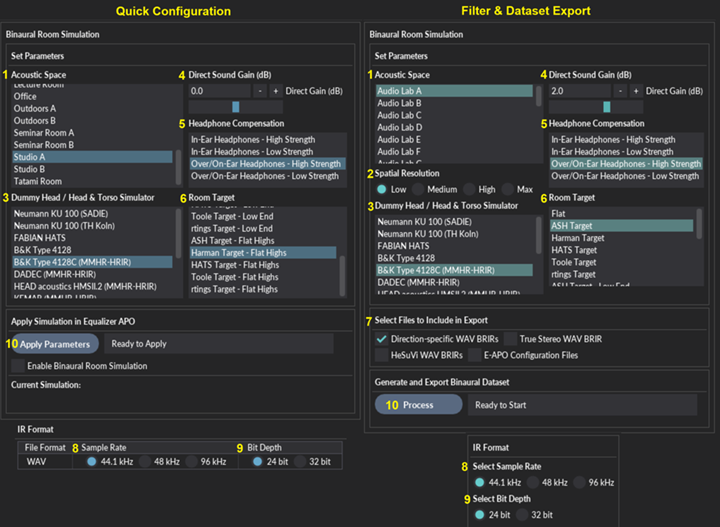 Quick Configuration
Binaural Room Simulation
Set Parameters
1 Acoustic Space
Lecture Room
Office
Outdoors A
Outdoors B
Seminar Room A
Seminar Room B
Studio A
Studio B
Tatami Room
4 Direct Sound Gain (dB)
0.0 - + Direct Gain (dB)
5 Headphone Compensation
In-Ear Headphones - High Strength
In-Ear Headphones - Low Strength
Over/On-Ear Headphones - High Strength
Over/On-Ear Headphones - Low Strength
3 Dummy Head / Head & Torso Simulator
Neumann KU 100 (SADIE)
Neumann KU 100 (TH Koln)
FABIAN HATS
B&K Type 4128
B&K Type 4128C (MMHR-HRIR)
DADEC (MMHR-HRIR)
HEAD acoustics HMSII.2 (MMHR-HRIR)
KEMAR (MMHR-HRIR)
6 Room Target
HATS Target - Low End
Toole Target - Low End
rtings Target - Low End
ASH Target - Flat Highs
Harman Target - Flat Highs
HATS Target - Flat Highs
Toole Target - Flat Highs
rtings Target - Flat Highs
Apply Simulation in Equalizer APO
10 Apply Parameters Ready to Apply
Enable Binaural Room Simulation
Current Simulation:
IR Format
File Format 8 Sample Rate 9 Bit Depth
WAV 44.1 kHz 48 kHz 96 kHz 24 bit 32 bit
Filter & Dataset Export
Binaural Room Simulation
Set Parameters
1 Acoustic Space
Audio Lab A
Audio Lab B
Audio Lab C
Audio Lab D
Audio Lab E
Audio Lab F
Audio Lab G
4 Direct Sound Gain (dB)
2.0 - + Direct Gain (dB)
5 Headphone Compensation
In-Ear Headphones - High Strength
In-Ear Headphones - Low Strength
Over/On-Ear Headphones - High Strength
Over/On-Ear Headphones - Low Strength
2 Spatial Resolution
Low Medium High Max
3 Dummy Head / Head & Torso Simulator
Neumann KU 100 (SADIE)
Neumann KU 100 (TH Koln)
FABIAN HATS
B&K Type 4128
B&K Type 4128C (MMHR-HRIR)
DADEC (MMHR-HRIR)
HEAD acoustics HMSII.2 (MMHR-HRIR)
6 Room Target
Flat
ASH Target
Harman Target
HATS Target
Toole Target
rtings Target
ASH Target - Low End
7 Select Files to Include in Export
Direction-specific WAV BRIRs True Stereo WAV BRIR
HeSuVi WAV BRIRs E-APO Configuration Files
Generate and Export Binaural Dataset
10 Process Ready to Start
IR Format
8 Select Sample Rate
44.1 kHz 48 kHz 96 kHz
9 Select Bit Depth
24 bit 32 bit